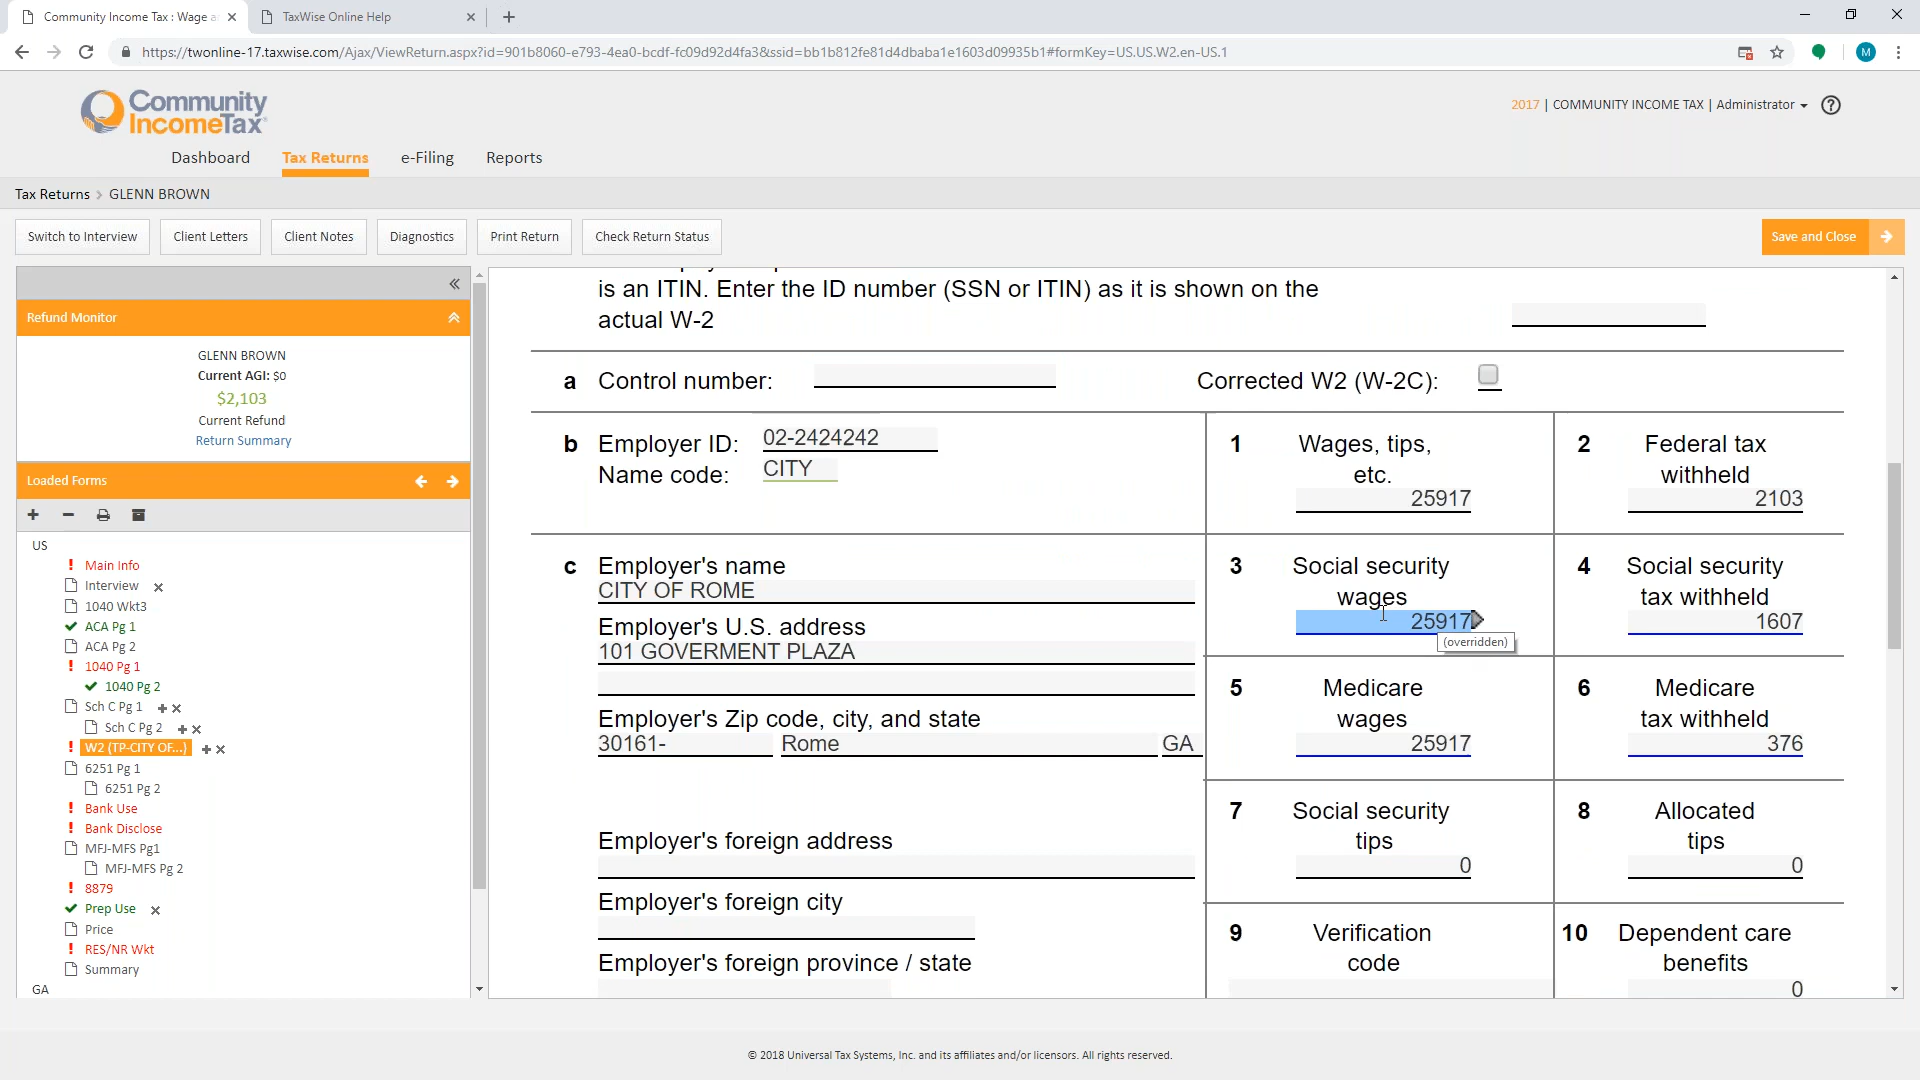 Community Income Tax : Wage a
TaxWise Online Help
https://twonline-17.taxwise.com/Ajax/ViewReturn.aspx?id=901b8060-e793-4ea0-bcdf-fc09d92d4fa3&ssid=bb1b812fe81d4dbaba1e1603d09935b1#formKey=US.US.W2.en-US.1
M
Community
IncomeTax
2017 | COMMUNITY INCOME TAX | Administrator
Dashboard
Tax Returns
e-Filing
Reports
Tax Returns > GLENN BROWN
Switch to Interview
Client Letters
Client Notes
Diagnostics
Print Return
Check Return Status
Save and Close
Refund Monitor
GLENN BROWN
Current AGI: $0
$2,103
Current Refund
Return Summary
Loaded Forms
US
Main Info
Interview
1040 Wkt3
ACA Pg 1
ACA Pg 2
1040 Pg 1
1040 Pg 2
Sch C Pg 1
Sch C Pg 2
W2 (TP-CITY OF...)
6251 Pg 1
6251 Pg 2
Bank Use
Bank Disclose
MFJ-MFS Pg1
MFJ-MFS Pg 2
8879
Prep Use
Price
RES/NR Wkt
Summary
GA
is an ITIN. Enter the ID number (SSN or ITIN) as it is shown on the
actual W-2
a Control number:
Corrected W2 (W-2C):
b Employer ID: 02-2424242
Name code: CITY
1 Wages, tips,
etc.
25917
2 Federal tax
withheld
2103
c Employer's name
CITY OF ROME
3 Social security
wages
25917
(overridden)
4 Social security
tax withheld
1607
Employer's U.S. address
101 GOVERMENT PLAZA
5 Medicare
wages
25917
6 Medicare
tax withheld
376
Employer's Zip code, city, and state
30161- Rome GA
7 Social security
tips
0
8 Allocated
tips
0
Employer's foreign address
Employer's foreign city
9 Verification
code
10 Dependent care
benefits
0
Employer's foreign province / state
© 2018 Universal Tax Systems, Inc. and its affiliates and/or licensors. All rights reserved.